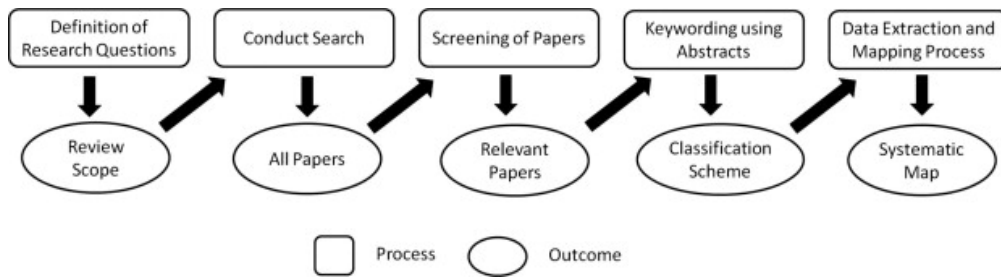 Definition of
Research Questions
Conduct Search
Screening of Papers
Keywording using
Abstracts
Data Extraction and
Mapping Process
Review
Scope
All Papers
Relevant
Papers
Classification
Scheme
Systematic
Map
Process
Outcome